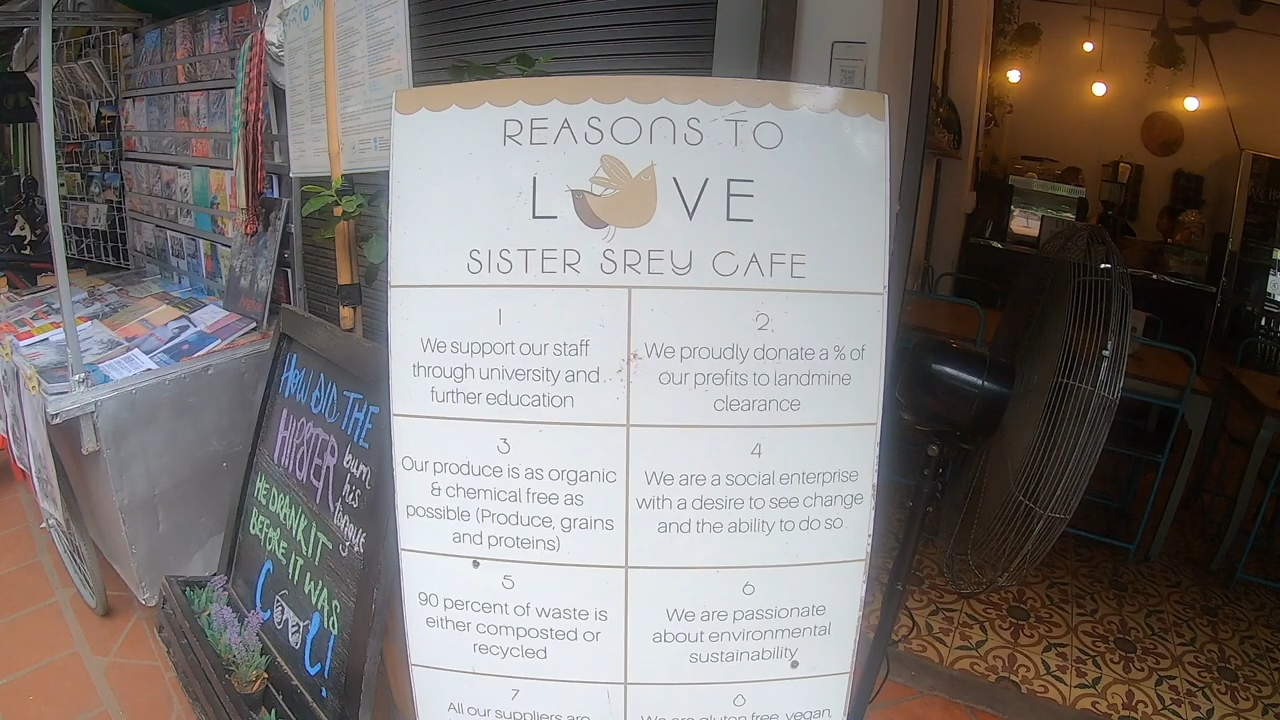 REASONS TO
LOVE
SISTER SREY CAFE
1
We support our staff
through university and
further education
2
We proudly donate a % of
our profits to landmine
clearance
3
Our produce is as organic
& chemical free as
possible (Produce, grains
and proteins)
4
We are a social enterprise
with a desire to see change
and the ability to do so
5
90 percent of waste is
either composted or
recycled
6
We are passionate
about environmental
sustainability
7
All our suppliers are
8
We are gluten free, vegan,
HOW DID THE
HIPSTER burn
his
tongue
HE DRANK IT
BEFORE IT WAS
COOL!